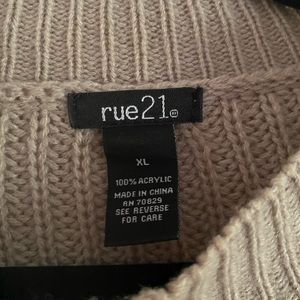 rue21
XL
100% ACRYLIC
MADE IN CHINA
RN 70829
SEE REVERSE
FOR CARE